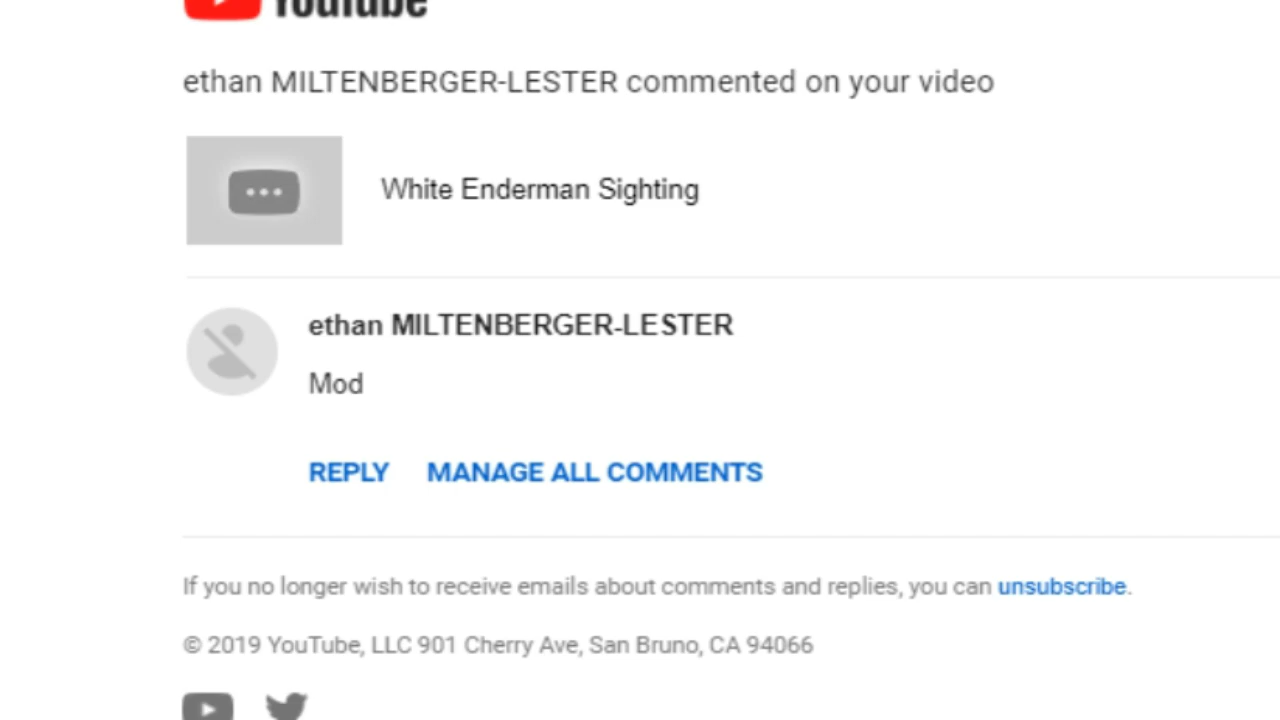 YouTube
ethan MILTENBERGER-LESTER commented on your video
White Enderman Sighting
ethan MILTENBERGER-LESTER
Mod
REPLY MANAGE ALL COMMENTS
If you no longer wish to receive emails about comments and replies, you can unsubscribe.
© 2019 YouTube, LLC 901 Cherry Ave, San Bruno, CA 94066